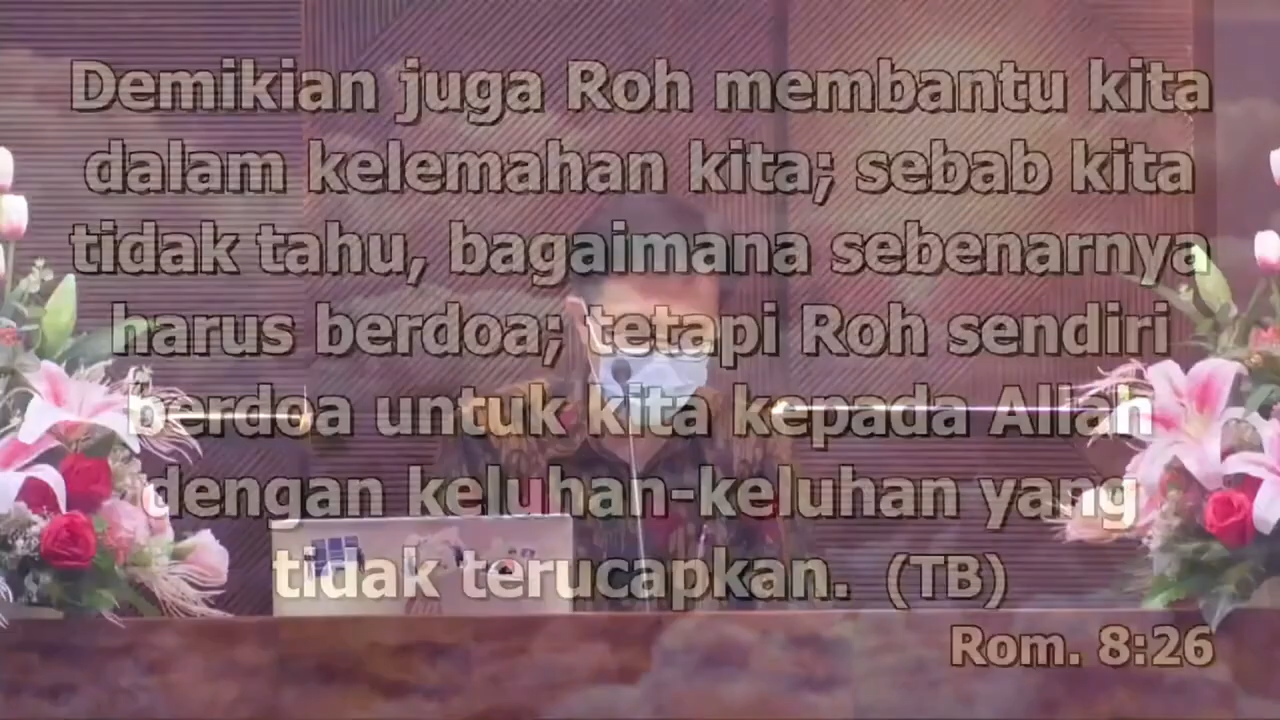 Demikian juga Roh membantu kita
dalam kelemahan kita; sebab kita
tidak tahu, bagaimana sebenarnya
harus berdoa; tetapi Roh sendiri
berdoa untuk kita kepada Allah
dengan keluhan-keluhan yang
tidak terucapkan. (TB)
Rom. 8:26